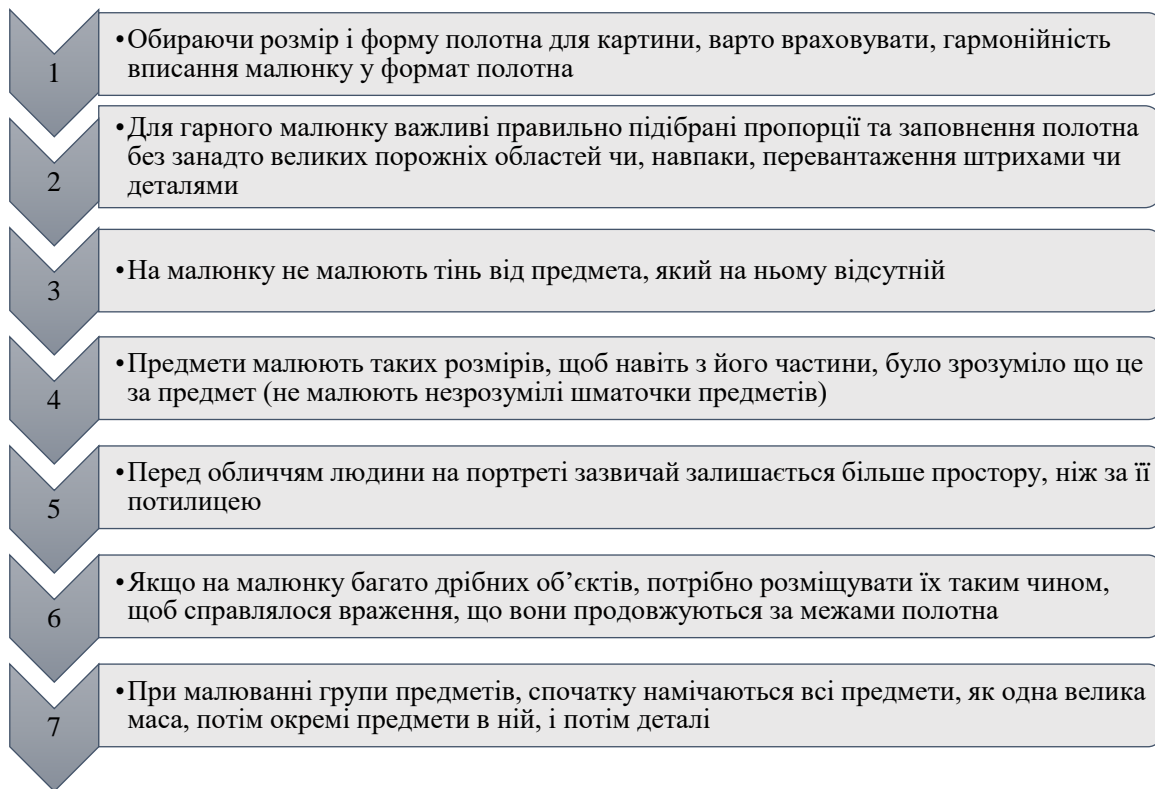 1
•Обираючи розмір і форму полотна для картини, варто враховувати, гармонійність
вписання малюнку у формат полотна
2
•Для гарного малюнку важливі правильно підібрані пропорції та заповнення полотна
без занадто великих порожніх областей чи, навпаки, перевантаження штрихами чи
деталями
3
•На малюнку не малюють тінь від предмета, який на ньому відсутній
4
•Предмети малюють таких розмірів, щоб навіть з його частини, було зрозуміло що це
за предмет (не малюють незрозумілі шматочки предметів)
5
•Перед обличчям людини на портреті зазвичай залишається більше простору, ніж за її
потилицею
6
•Якщо на малюнку багато дрібних об’єктів, потрібно розміщувати їх таким чином,
щоб справлялося враження, що вони продовжуються за межами полотна
7
•При малюванні групи предметів, спочатку намічаються всі предмети, як одна велика
маса, потім окремі предмети в ній, і потім деталі